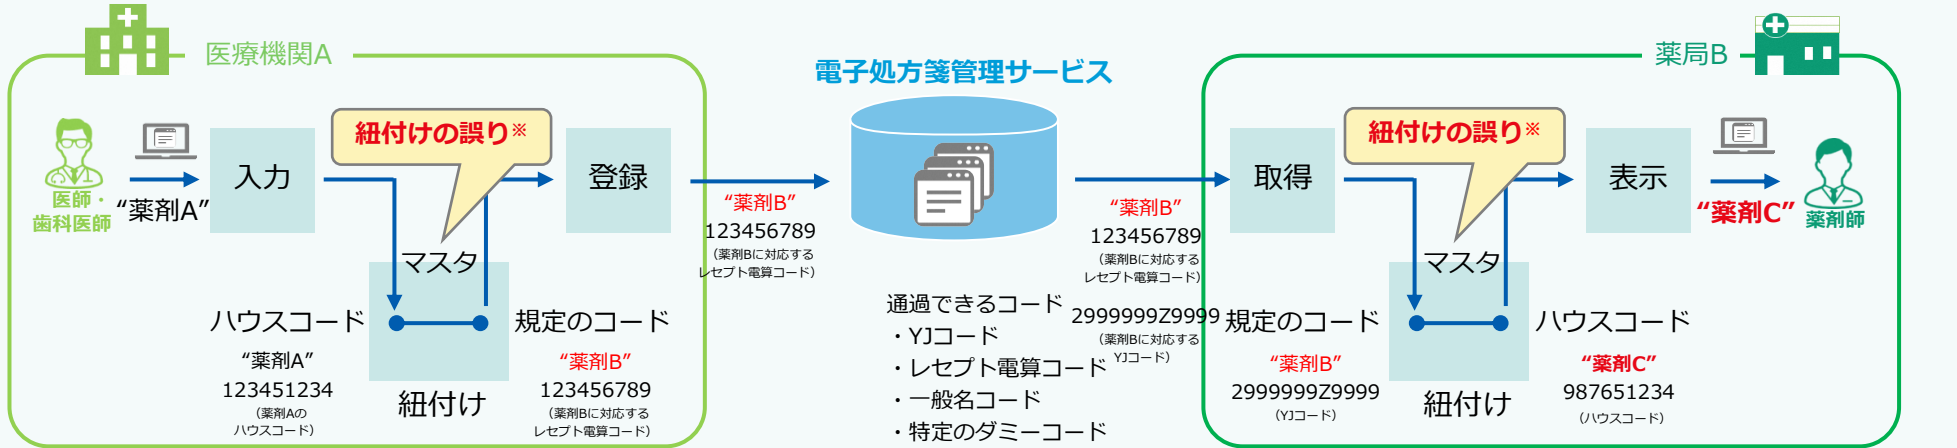 医療機関A
医師・
歯科医師
“薬剤A”
入力
紐付けの誤り※
登録
マスタ
ハウスコード
“薬剤A”
123451234
（薬剤Aの
ハウスコード）
紐付け
規定のコード
“薬剤B”
123456789
（薬剤Bに対応する
レセプト電算コード）
“薬剤B”
123456789
（薬剤Bに対応する
レセプト電算コード）
電子処方箋管理サービス
通過できるコード
・YJコード
・レセプト電算コード
・一般名コード
・特定のダミーコード
“薬剤B”
123456789
（薬剤Bに対応する
レセプト電算コード）
2999999Z9999
（薬剤Bに対応する
YJコード）
薬局B
取得
紐付けの誤り※
表示
マスタ
規定のコード
“薬剤B”
2999999Z9999
（YJコード）
紐付け
ハウスコード
“薬剤C”
987651234
（ハウスコード）
“薬剤C”
薬剤師